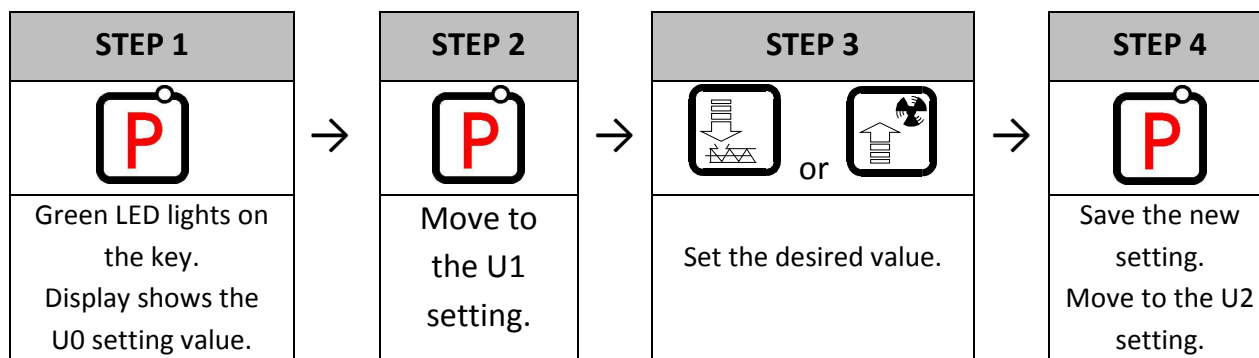 STEP 1
P
Green LED lights on
the key.
Display shows the
U0 setting value.
STEP 2
P
Move to
the U1
setting.
STEP 3
or
Set the desired value.
STEP 4
P
Save the new
setting.
Move to the U2
setting.